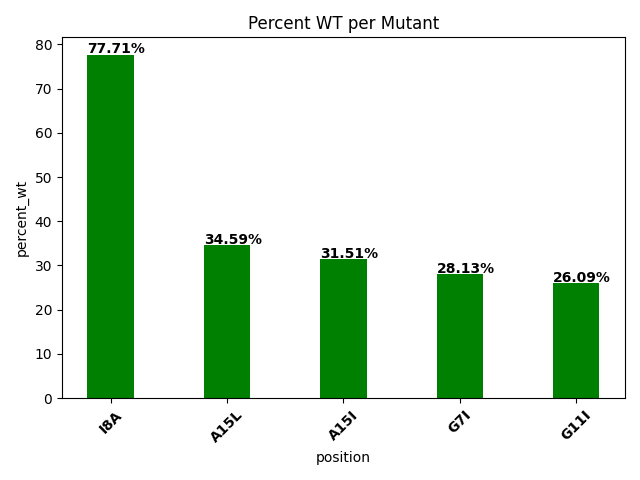 Percent WT per Mutant
80
70
60
50
40
30
20
10
0
percent_wt
77.71%
34.59%
31.51%
28.13%
26.09%
I8A
A15L
A15I
G7I
G11I
position